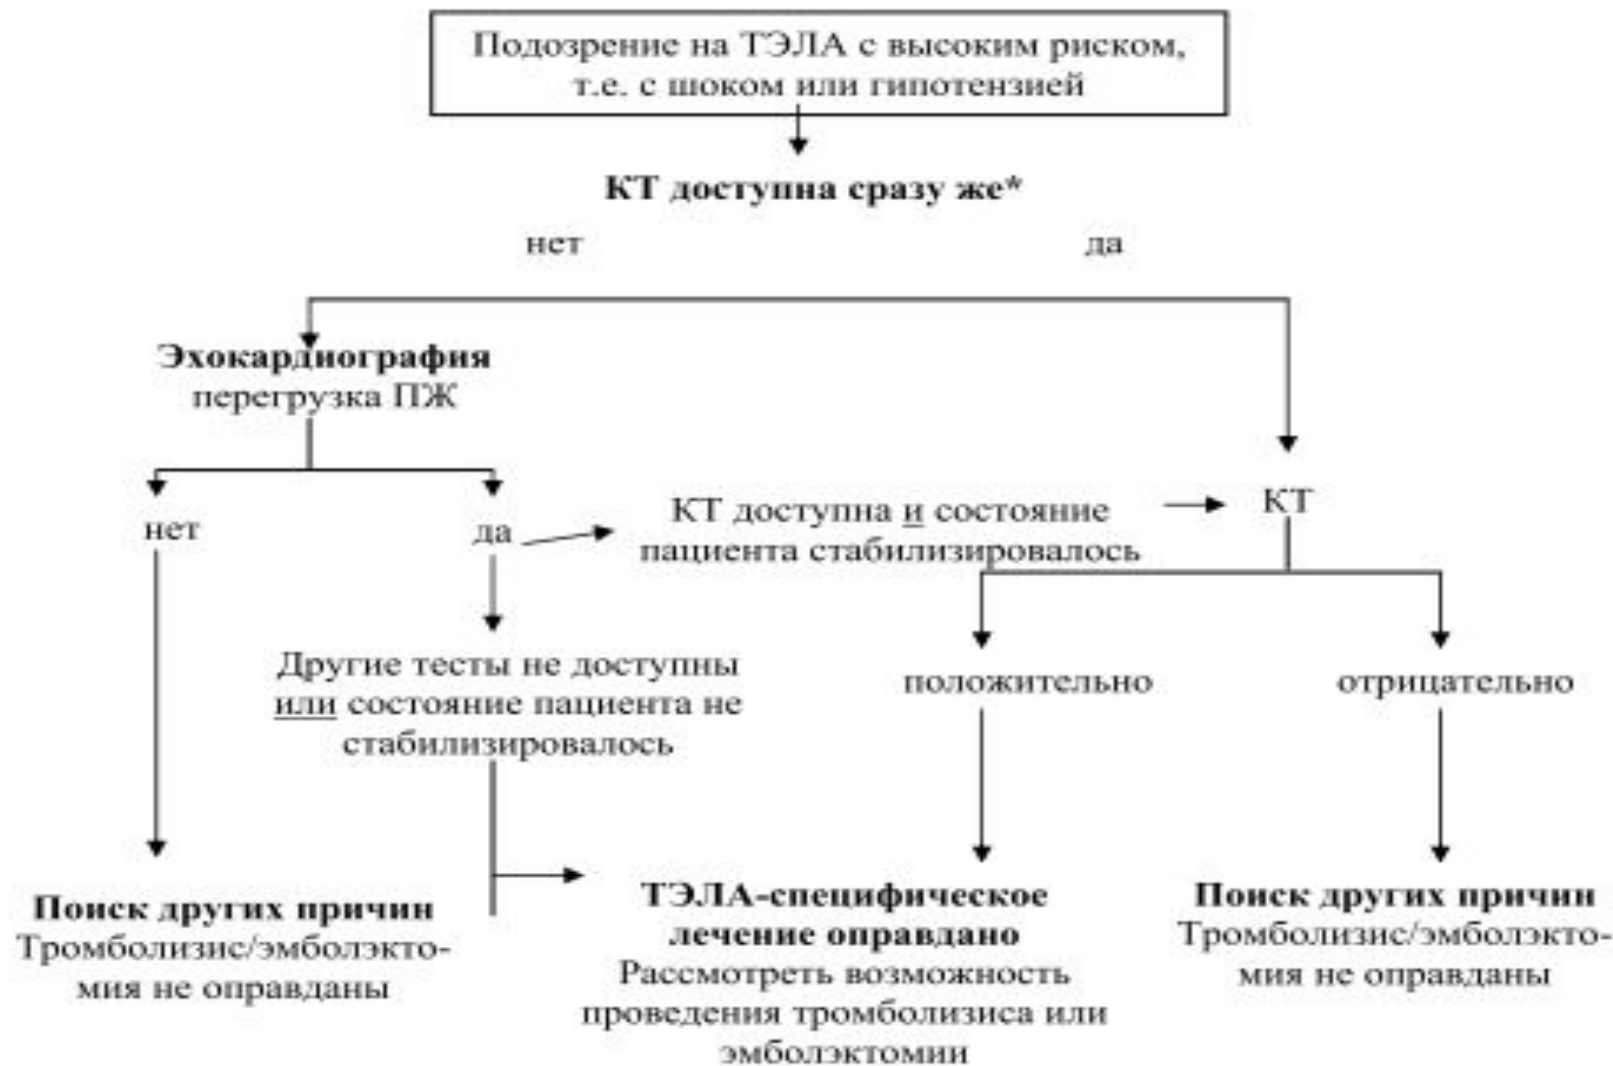 Подозрение на ТЭЛА с высоким риском,
т.е. с шоком или гипотензией
КТ доступна сразу же*
нет
да
Эхокардиография
перегрузка ПЖ
нет
да
КТ доступна и состояние
пациента стабилизировалось
КТ
Другие тесты не доступны
или состояние пациента не
стабилизировалось
положительно
отрицательно
Поиск других причин
Тромболизис/эмболэкто-
мия не оправданы
ТЭЛА-специфическое
лечение оправдано
Рассмотреть возможность
проведения тромболизиса или
эмболэктомии
Поиск других причин
Тромболизис/эмболэкто-
мия не оправданы